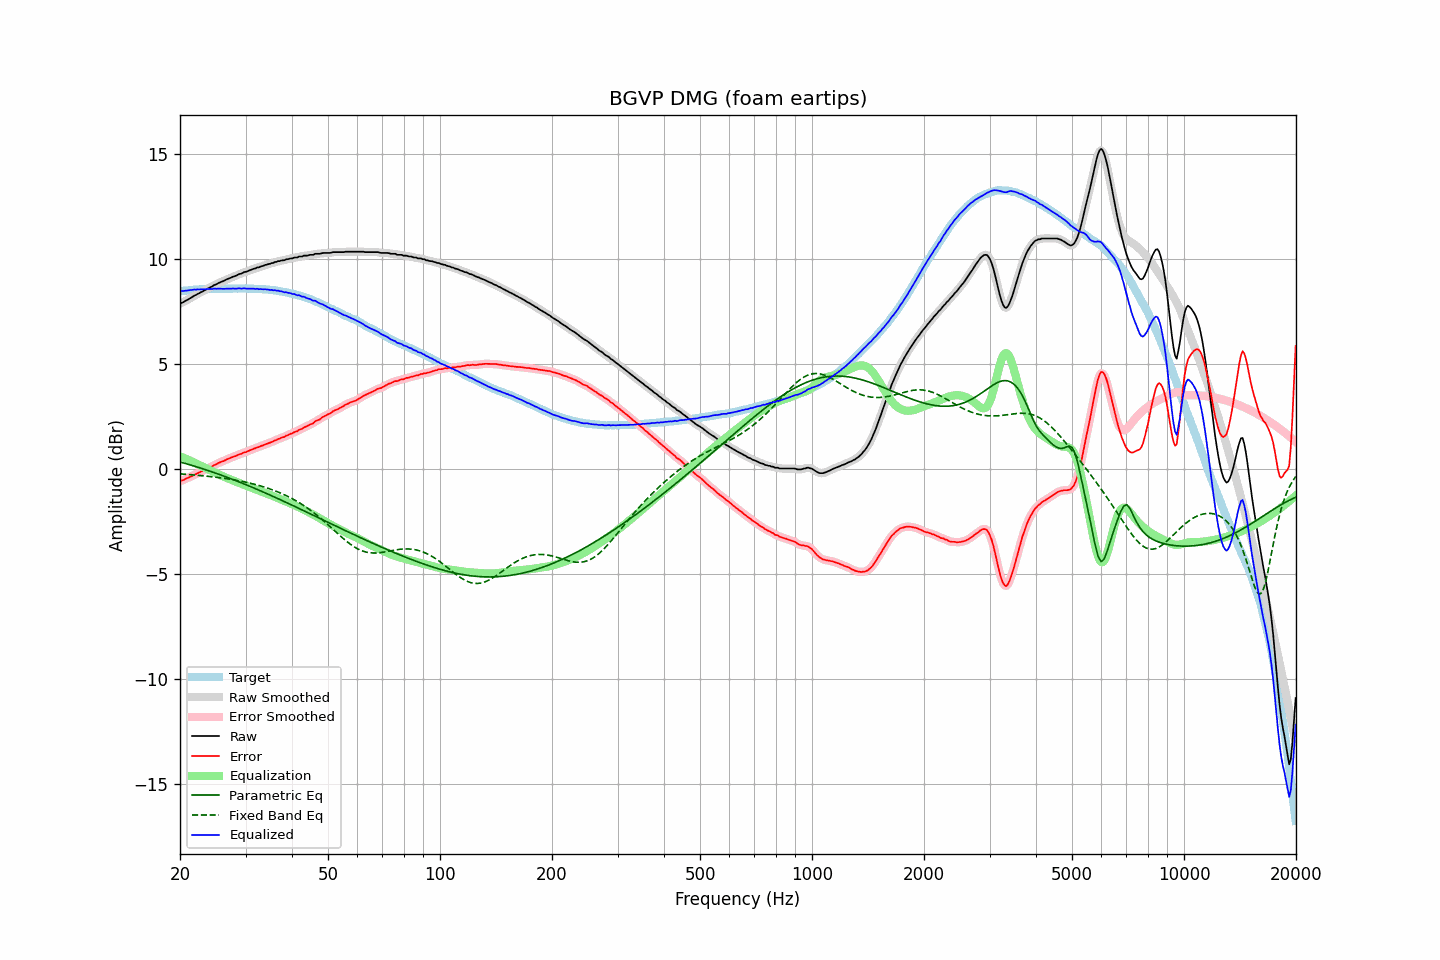 BGVP DMG (foam eartips)
Amplitude (dBr)
15
10
5
0
−5
−10
−15
Target
Raw Smoothed
Error Smoothed
Raw
Error
Equalization
Parametric Eq
Fixed Band Eq
Equalized
20 50 100 200 500 1000 2000 5000 10000 20000
Frequency (Hz)